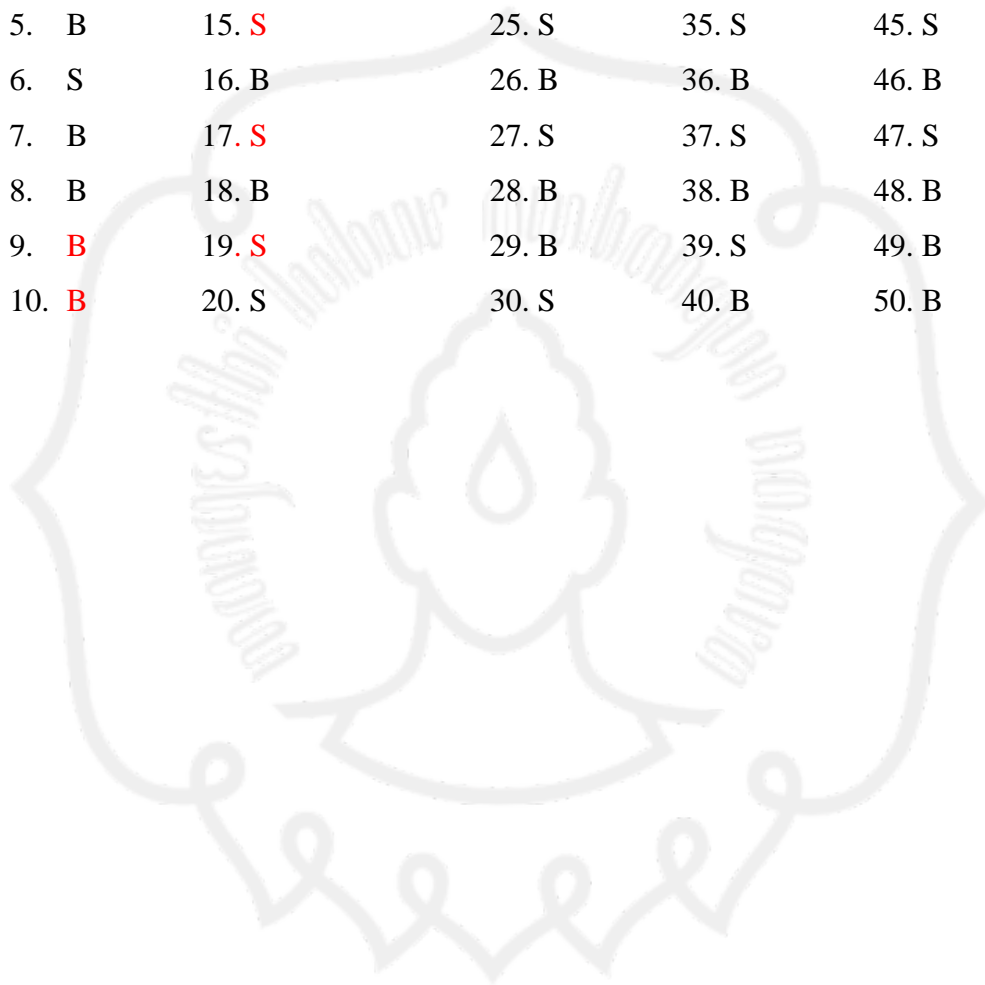 5. B 15. S 25. S 35. S 45. S
6. S 16. B 26. B 36. B 46. B
7. B 17. S 27. S 37. S 47. S
8. B 18. B 28. B 38. B 48. B
9. B 19. S 29. B 39. S 49. B
10. B 20. S 30. S 40. B 50. B